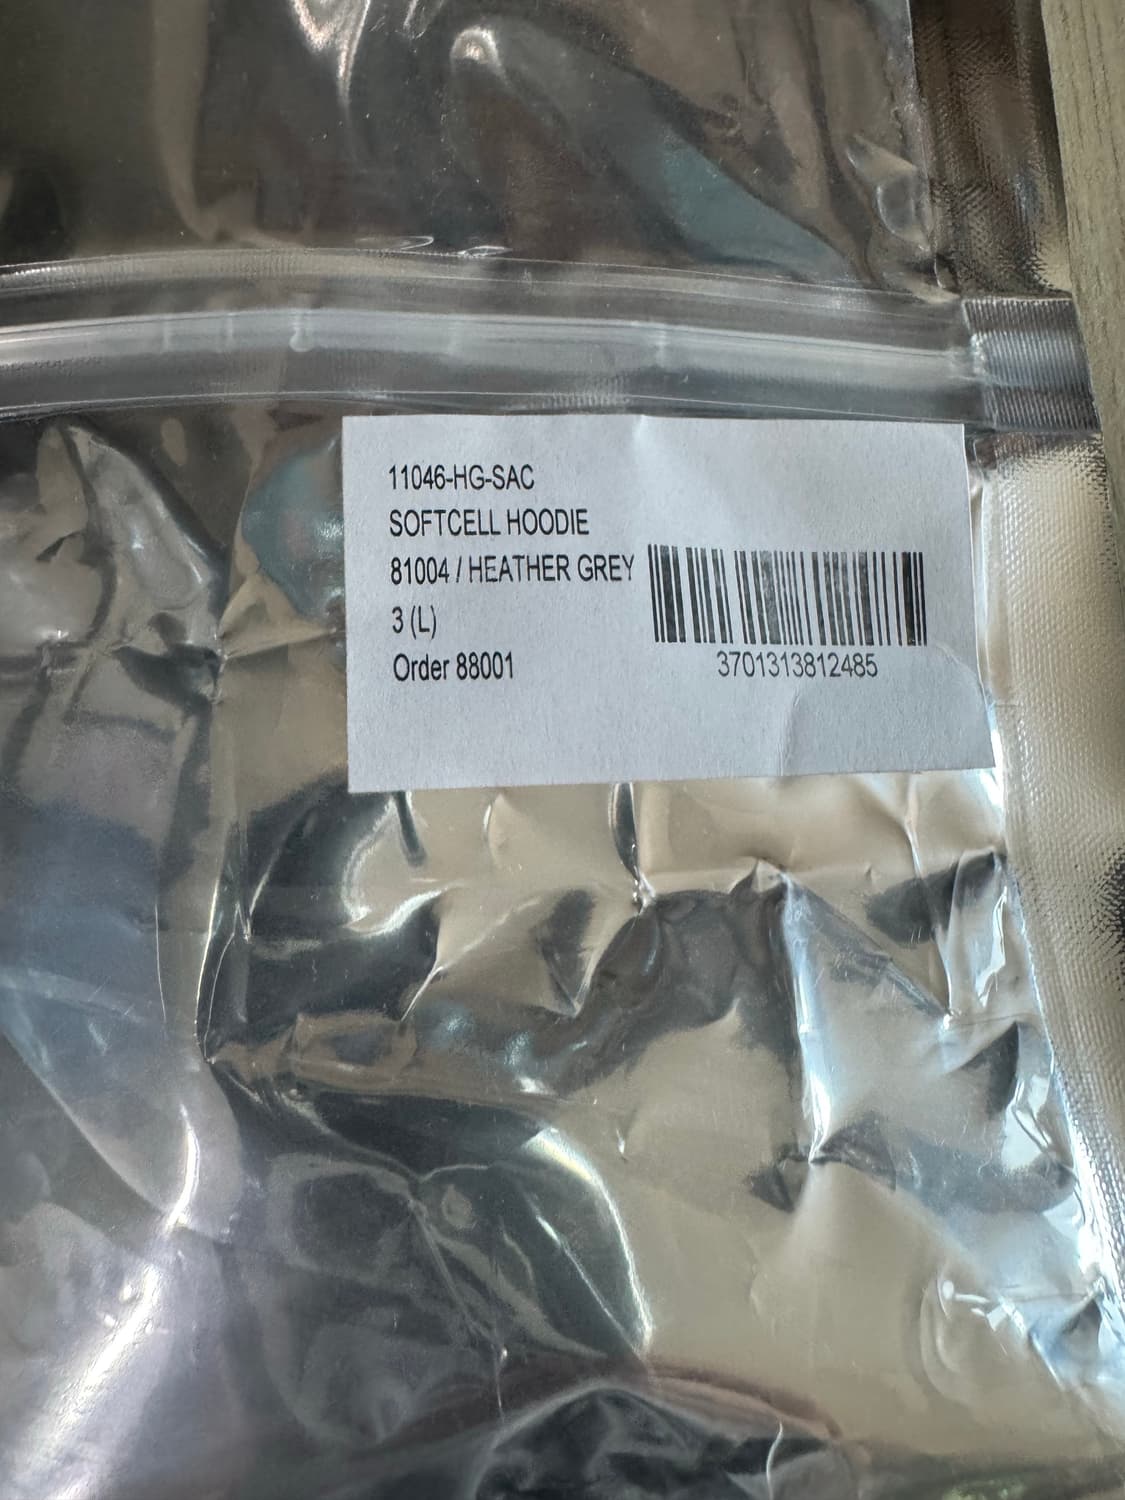 11046-HG-SAC
SOFTCELL HOODIE
81004 / HEATHER GREY
3 (L)
Order 88001
3701313812485